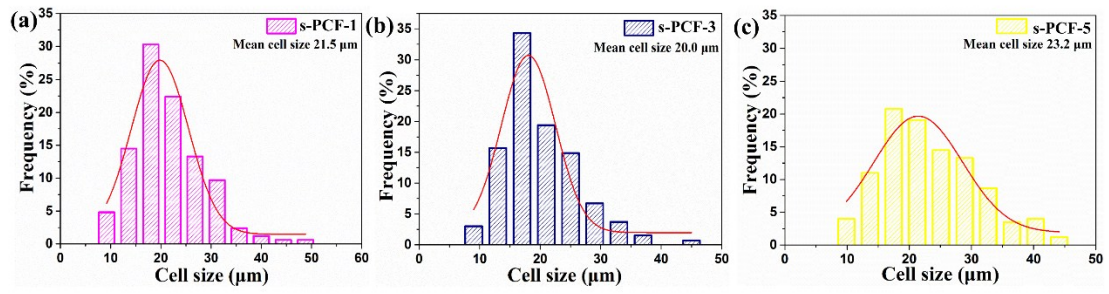 (a)
s-PCF-1
Mean cell size 21.5 μm
Frequency (%)
35
30
25
20
15
10
5
0
0 10 20 30 40 50 60
Cell size (μm)
(b)
s-PCF-3
Mean cell size 20.0 μm
Frequency (%)
35
30
25
20
15
10
5
0
10 20 30 40 50
Cell size (μm)
(c)
s-PCF-5
Mean cell size 23.2 μm
Frequency (%)
35
30
25
20
15
10
5
0
0 10 20 30 40 50
Cell size (μm)